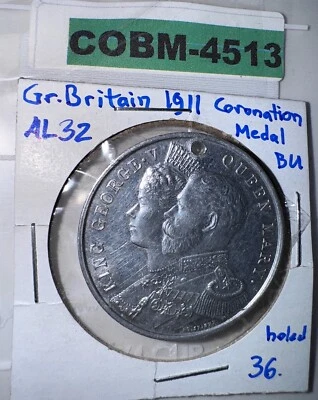 COBM-4513
Gr.Britain 1911 Coronation
AL32 Medal
BU
KING GEORGE V QUEEN MARY.
holed
36.